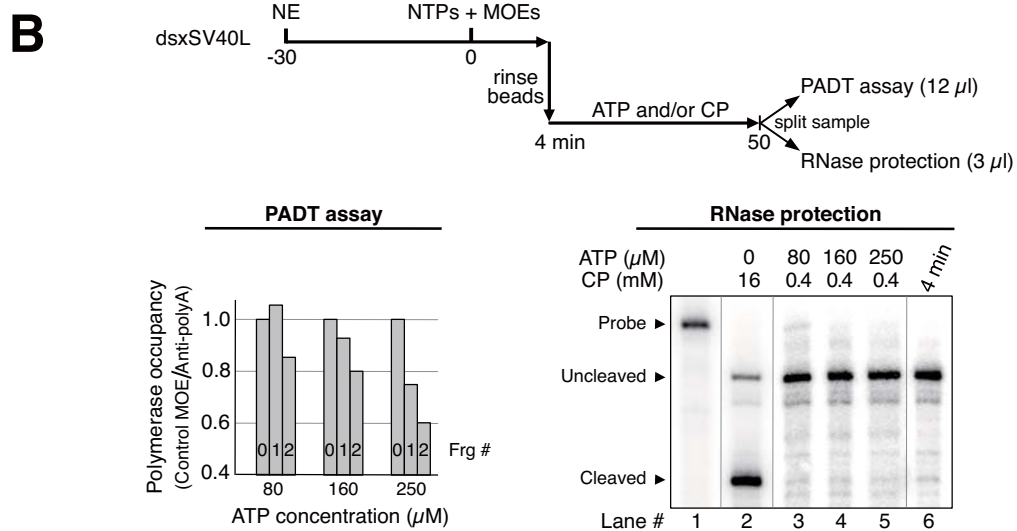 B
NE NTPs + MOEs
dsxSV40L
-30 0
rinse
beads
ATP and/or CP
4 min 50
PADT assay (12 µl)
split sample
RNase protection (3 µl)
PADT assay
Polymerase occupancy
(Control MOE/Anti-polyA)
1.0
0.8
0.6
0.4
0 1 2 0 1 2 0 1 2 Frg #
80 160 250
ATP concentration (µM)
RNase protection
ATP (µM) 0 80 160 250 4 min
CP (mM) 16 0.4 0.4 0.4
Probe ►
Uncleaved ►
Cleaved ►
Lane # 1 2 3 4 5 6